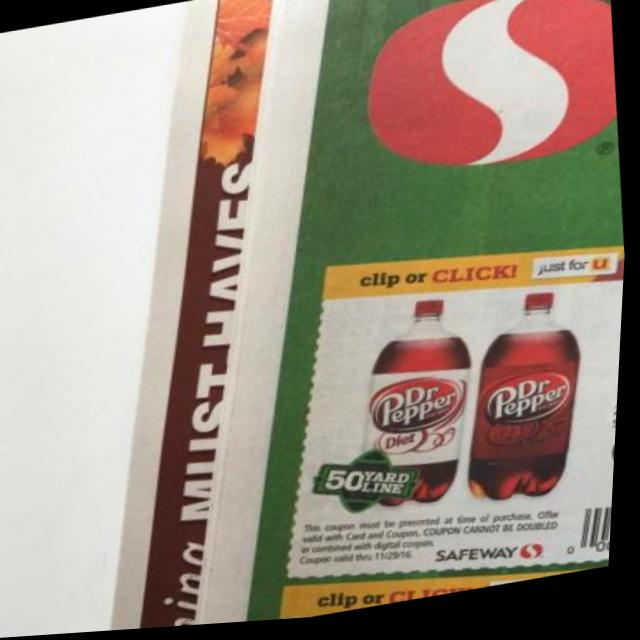 MUST HAVES
®
clip or CLICK! just for U
Dr Pepper Diet
Dr Pepper
50 YARD LINE
This coupon must be presented at time of purchase. Offer
valid with Card and Coupon. COUPON CANNOT BE DOUBLED
or combined with digital coupon.
Coupon valid thru 11/29/16. SAFEWAY
0
clip or CLICK!